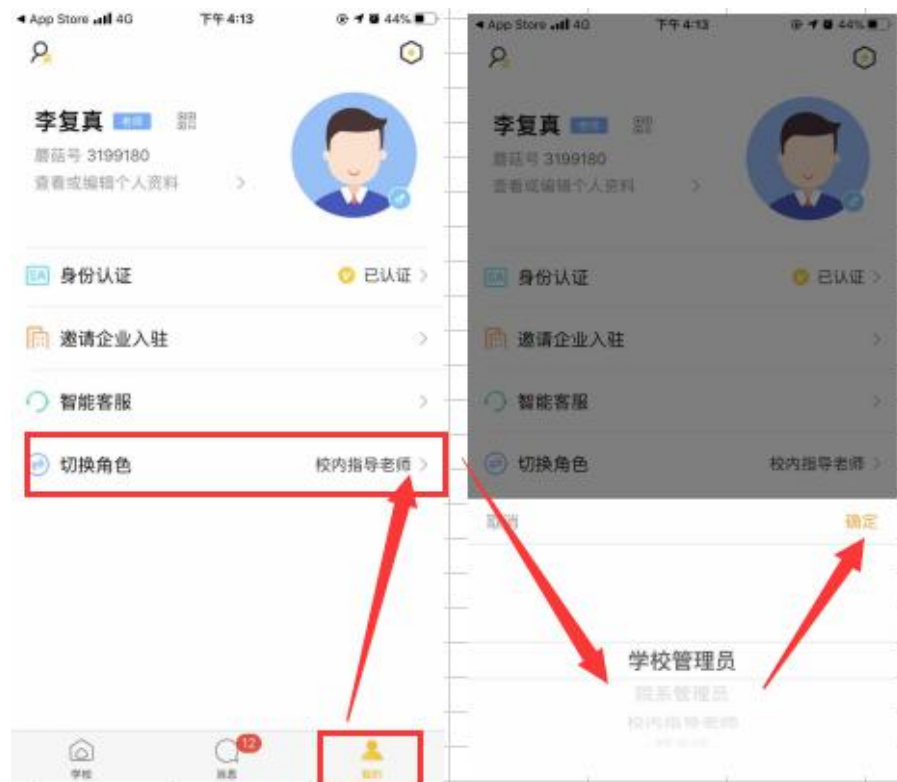 App Store 4G 下午 4:13 44%
李复真 老师
蘑菇号 3199180
查看或编辑个人资料
身份认证 已认证
邀请企业入驻
智能客服
切换角色 校内指导老师
学校 12 消息 我的
App Store 4G 下午 4:13 44%
李复真 老师
蘑菇号 3199180
查看或编辑个人资料
身份认证 已认证
邀请企业入驻
智能客服
切换角色 校内指导老师
取消 确定
学校管理员
院系管理员
校内指导老师